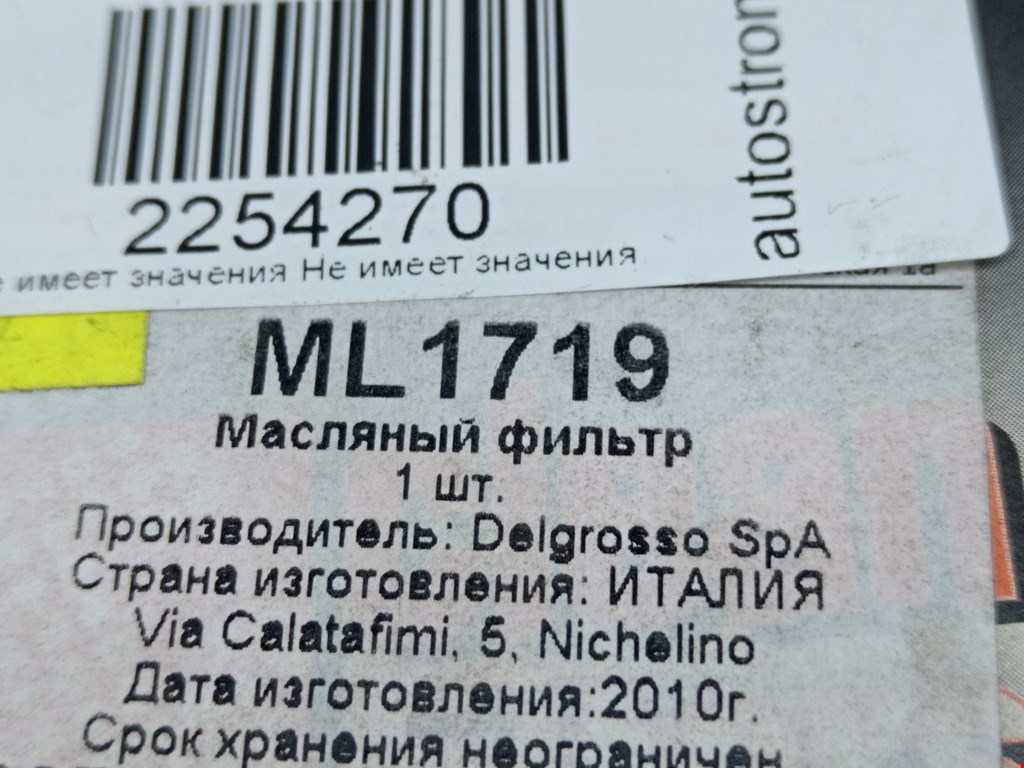 2254270
имеет значения Не имеет значения
autostron
ML1719
Масляный фильтр
1 шт.
Производитель: Delgrosso SpA
Страна изготовления: ИТАЛИЯ
Via Calatafimi, 5, Nichelino
Дата изготовления:2010г.
Срок хранения неограничен